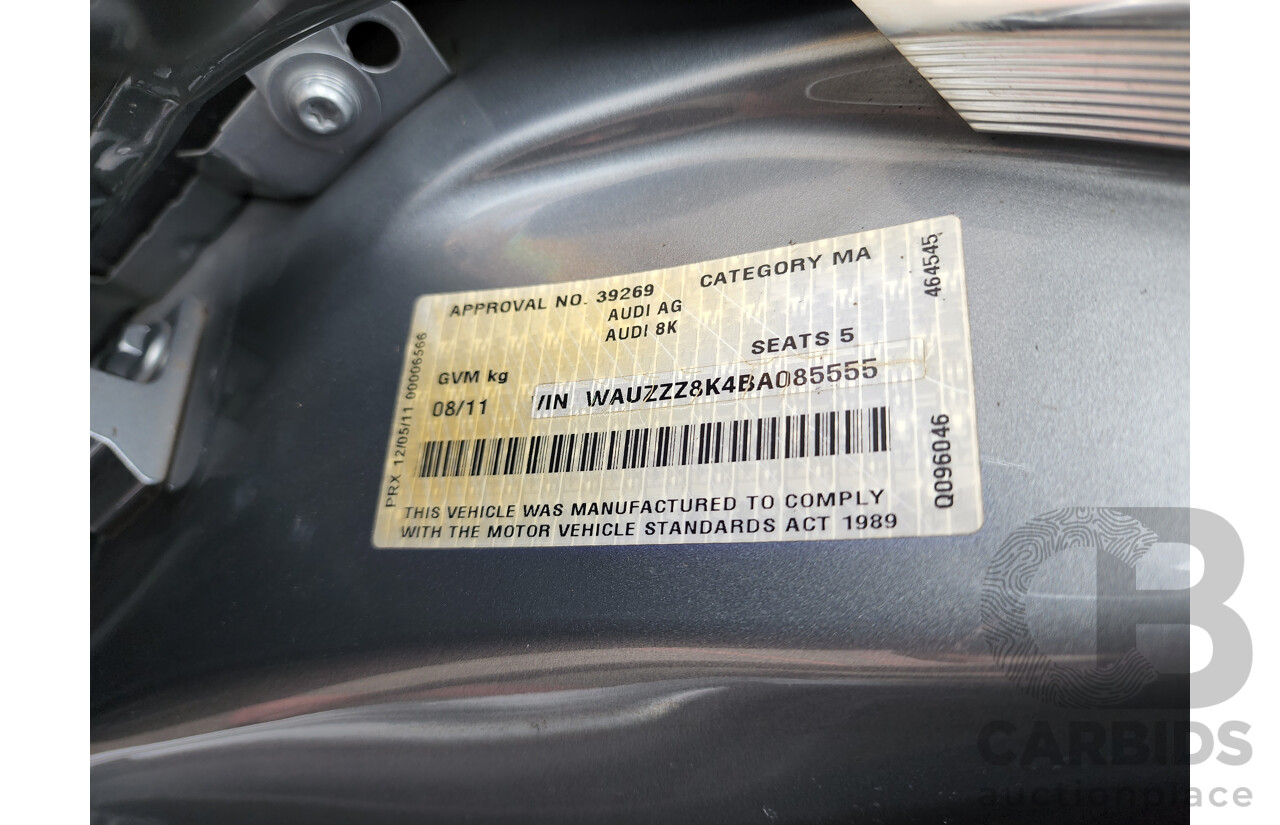 APPROVAL NO. 39269 CATEGORY MA
AUDI AG
AUDI 8K
SEATS 5
GVM kg
08/11 VIN WAUZZZ8K4BA085555
THIS VEHICLE WAS MANUFACTURED TO COMPLY
WITH THE MOTOR VEHICLE STANDARDS ACT 1989
PRX 12/05/11 00006566
464545
Q096046
CB
CARBIDS
auctionplace